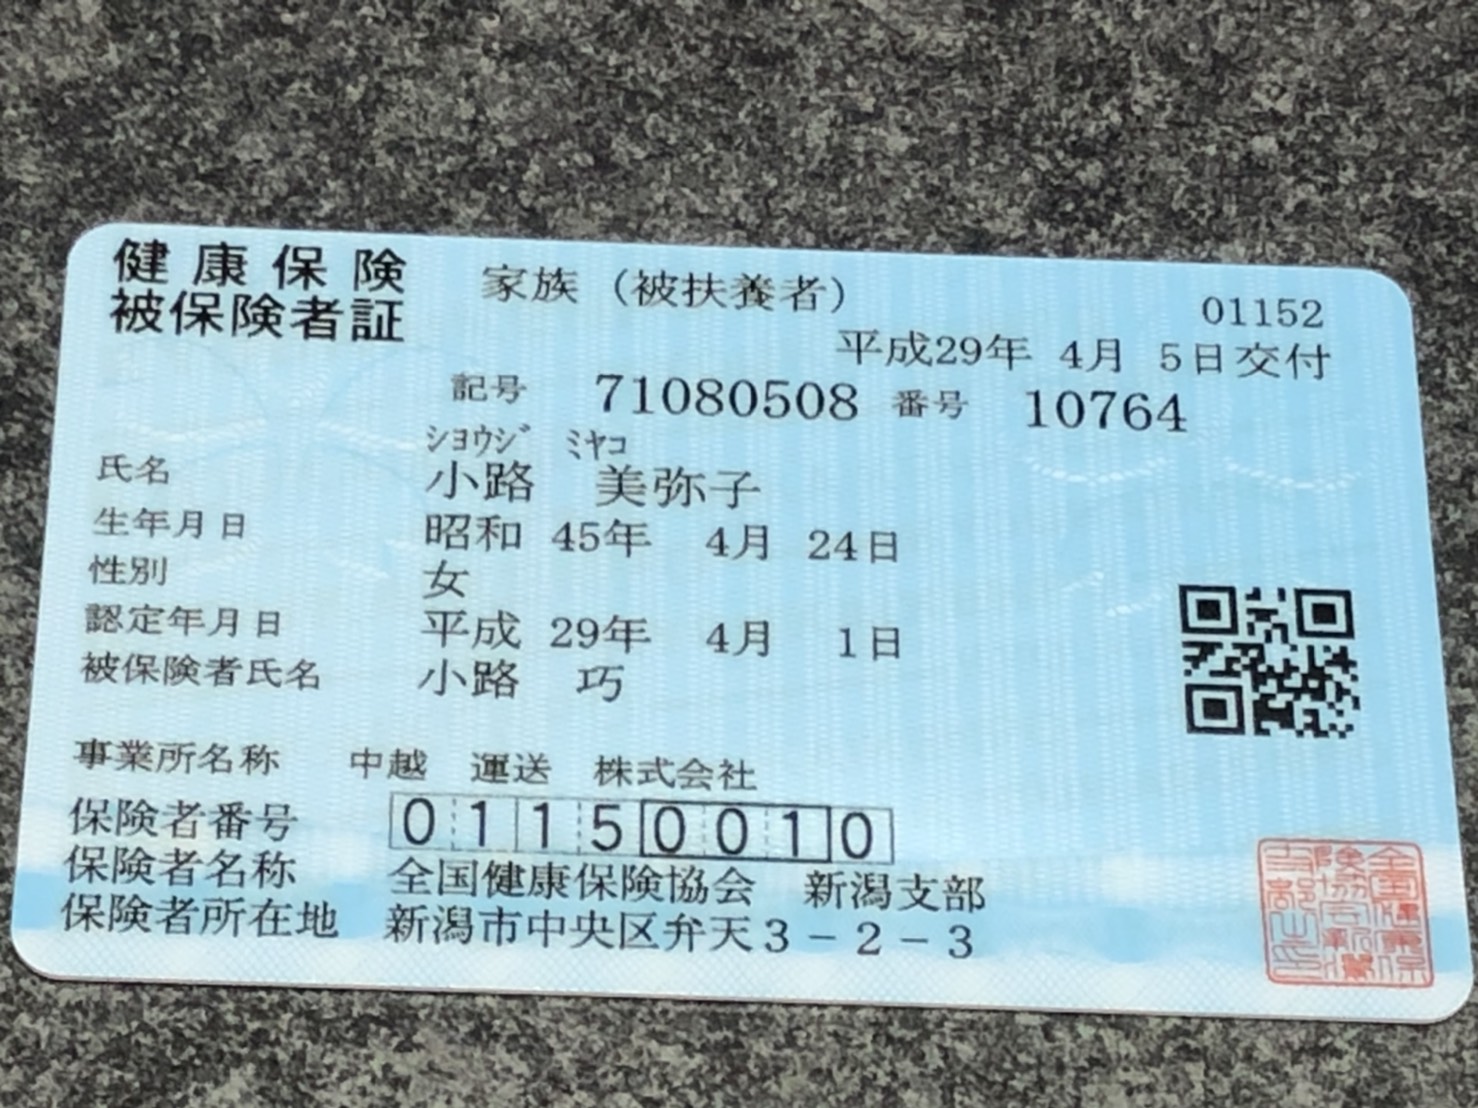 健康保険 家族(被扶養者) 01152
被保険者証
平成29年 4月 5日交付
記号 71080508 番号 10764
ｼﾖｳｼﾞ ﾐﾔｺ
氏名 小路 美弥子
生年月日 昭和 45年 4月 24日
性別 女
認定年月日 平成 29年 4月 1日
被保険者氏名 小路 巧
事業所名称 中越 運送 株式会社
保険者番号 01150010
保険者名称 全国健康保険協会 新潟支部
保険者所在地 新潟市中央区弁天3-2-3